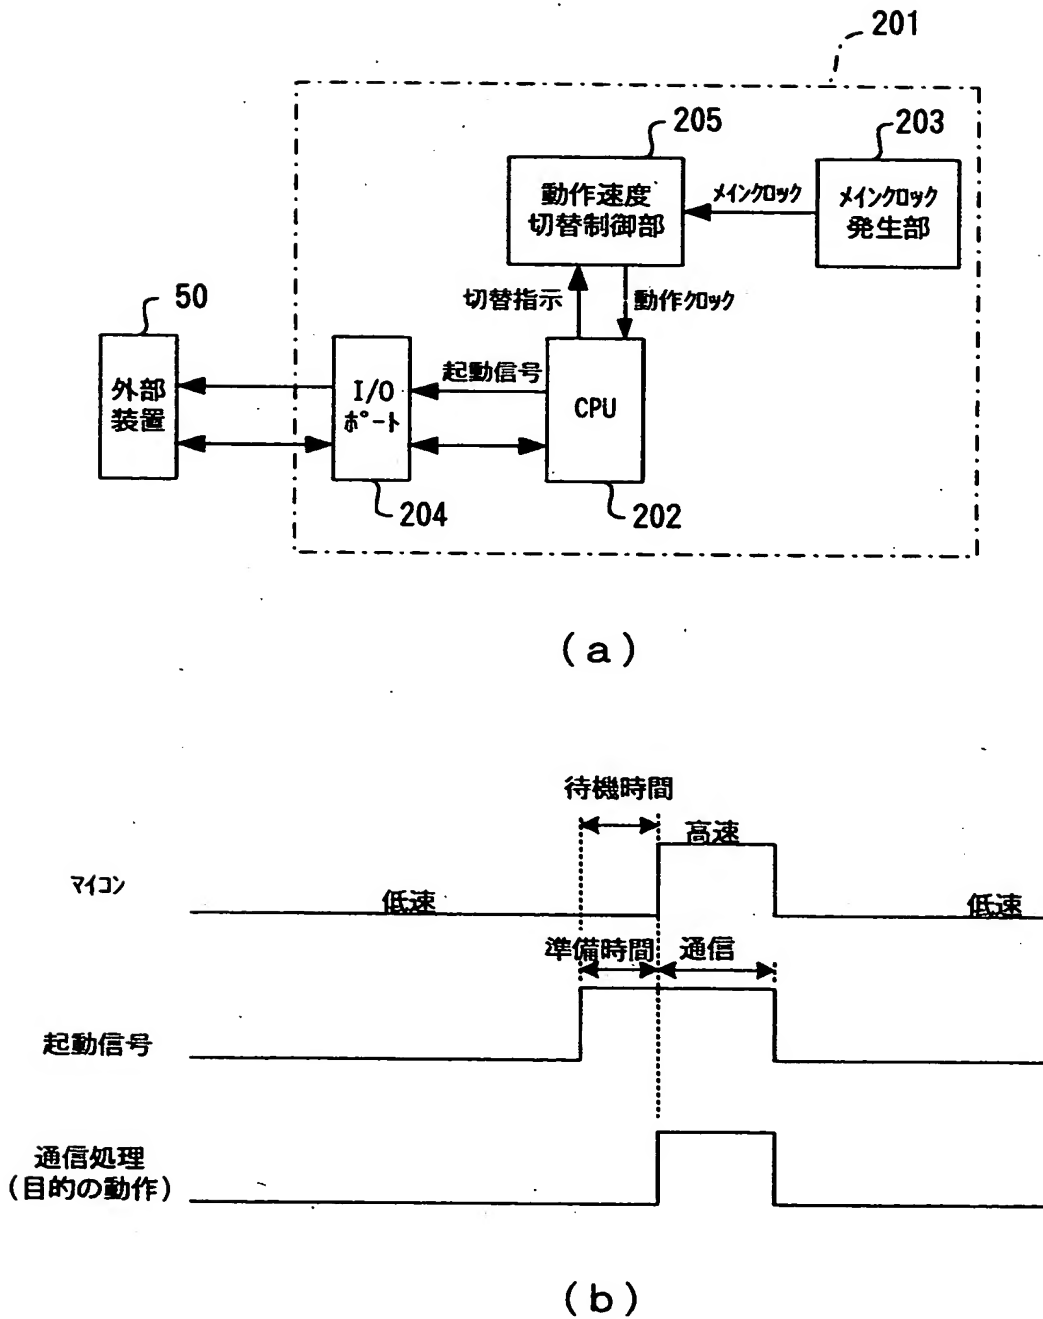 201
205
203
動作速度
切替制御部
メインクロック
メインクロック
発生部
切替指示
動作クロック
50
外部
装置
I/O
ポート
起動信号
CPU
204
202
(a)
待機時間
高速
マイコン
低速
低速
準備時間
通信
起動信号
通信処理
(目的の動作)
(b)